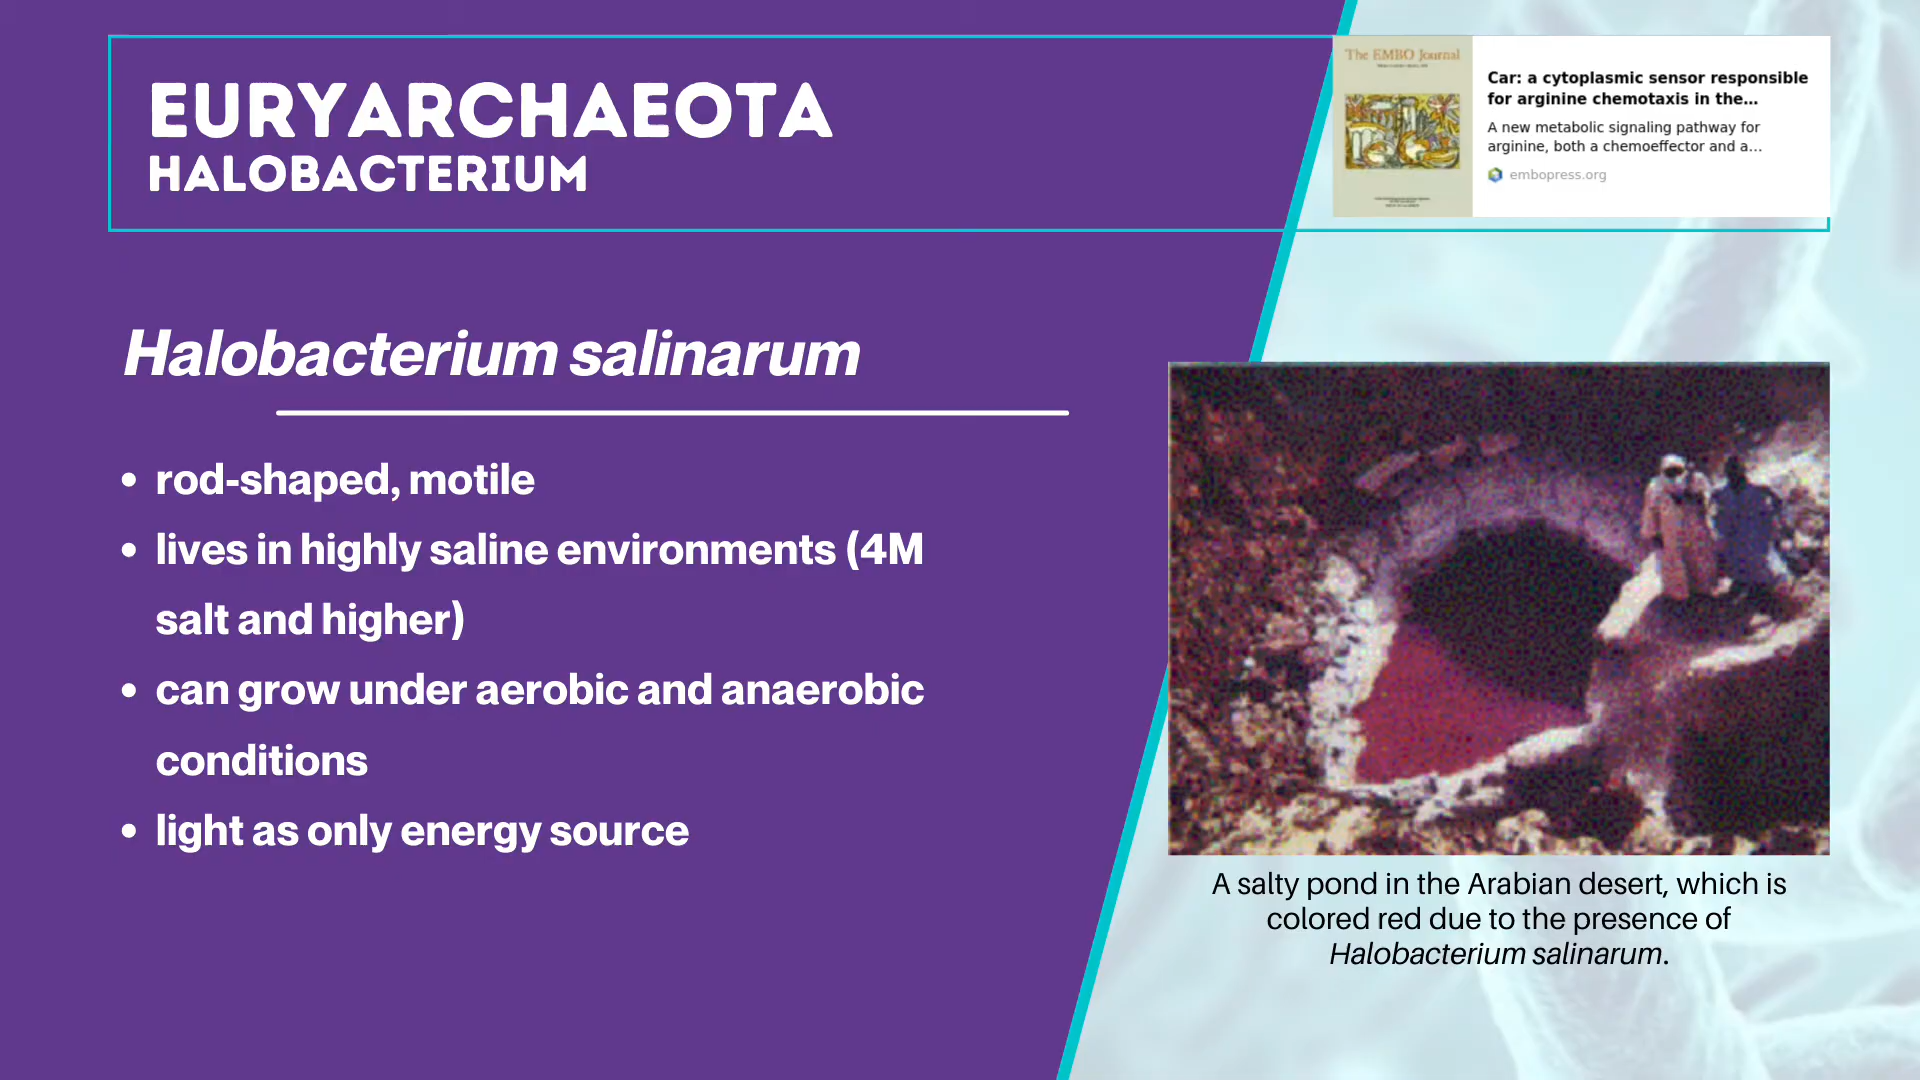 EURYARCHAEOTA
HALOBACTERIUM
The EMBO Journal
Car: a cytoplasmic sensor responsible
for arginine chemotaxis in the...
A new metabolic signaling pathway for
arginine, both a chemoeffector and a...
embopress.org
Halobacterium salinarum
• rod-shaped, motile
• lives in highly saline environments (4M
salt and higher)
• can grow under aerobic and anaerobic
conditions
• light as only energy source
A salty pond in the Arabian desert, which is
colored red due to the presence of
Halobacterium salinarum.